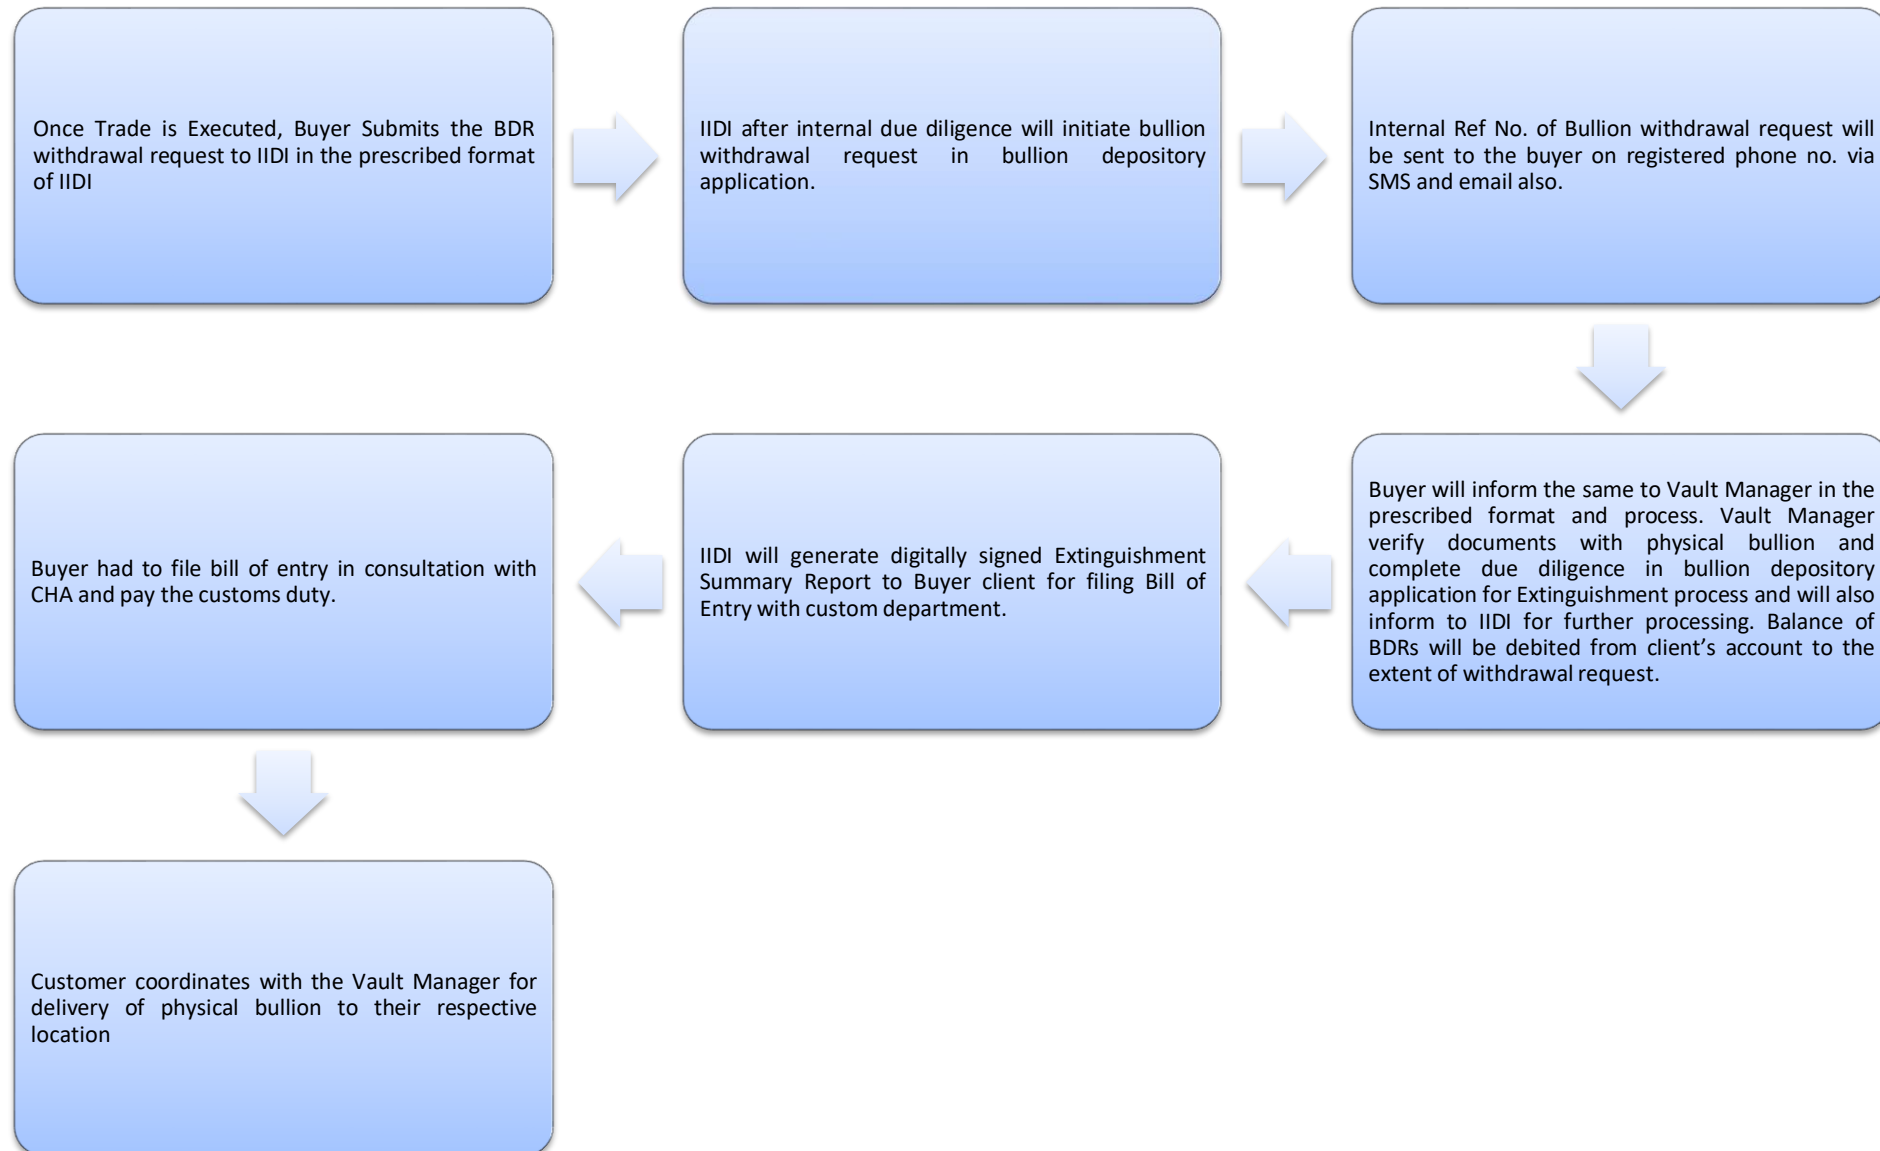 Once Trade is Executed, Buyer Submits the BDR
withdrawal request to IIDI in the prescribed format
of IIDI
IIDI after internal due diligence will initiate bullion
withdrawal request in bullion depository
application.
Internal Ref No. of Bullion withdrawal request will
be sent to the buyer on registered phone no. via
SMS and email also.
Buyer will inform the same to Vault Manager in the
prescribed format and process. Vault Manager
verify documents with physical bullion and
complete due diligence in bullion depository
application for Extinguishment process and will also
inform to IIDI for further processing. Balance of
BDRs will be debited from client’s account to the
extent of withdrawal request.
IIDI will generate digitally signed Extinguishment
Summary Report to Buyer client for filing Bill of
Entry with custom department.
Buyer had to file bill of entry in consultation with
CHA and pay the customs duty.
Customer coordinates with the Vault Manager for
delivery of physical bullion to their respective
location